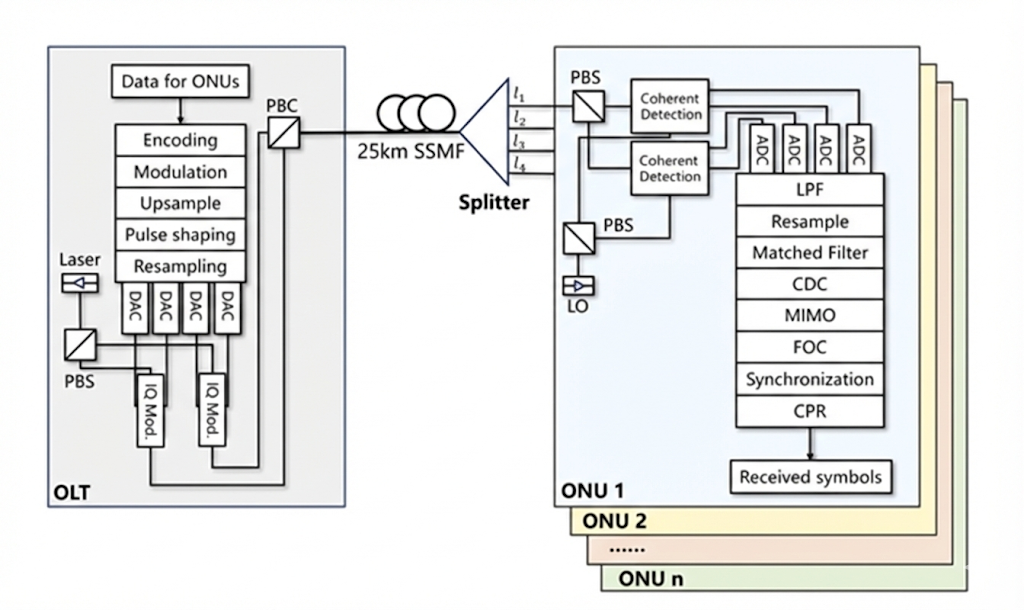 Data for ONUs
Encoding
Modulation
Upsample
Pulse shaping
Resampling
Laser
DAC
DAC
DAC
DAC
PBS
IQ Mod.
IQ Mod.
PBC
OLT
25km SSMF
Splitter
l₁
l₂
l₃
l₄
PBS
Coherent
Detection
Coherent
Detection
PBS
LO
ADC
ADC
ADC
ADC
LPF
Resample
Matched Filter
CDC
MIMO
FOC
Synchronization
CPR
Received symbols
ONU 1
ONU 2
......
ONU n